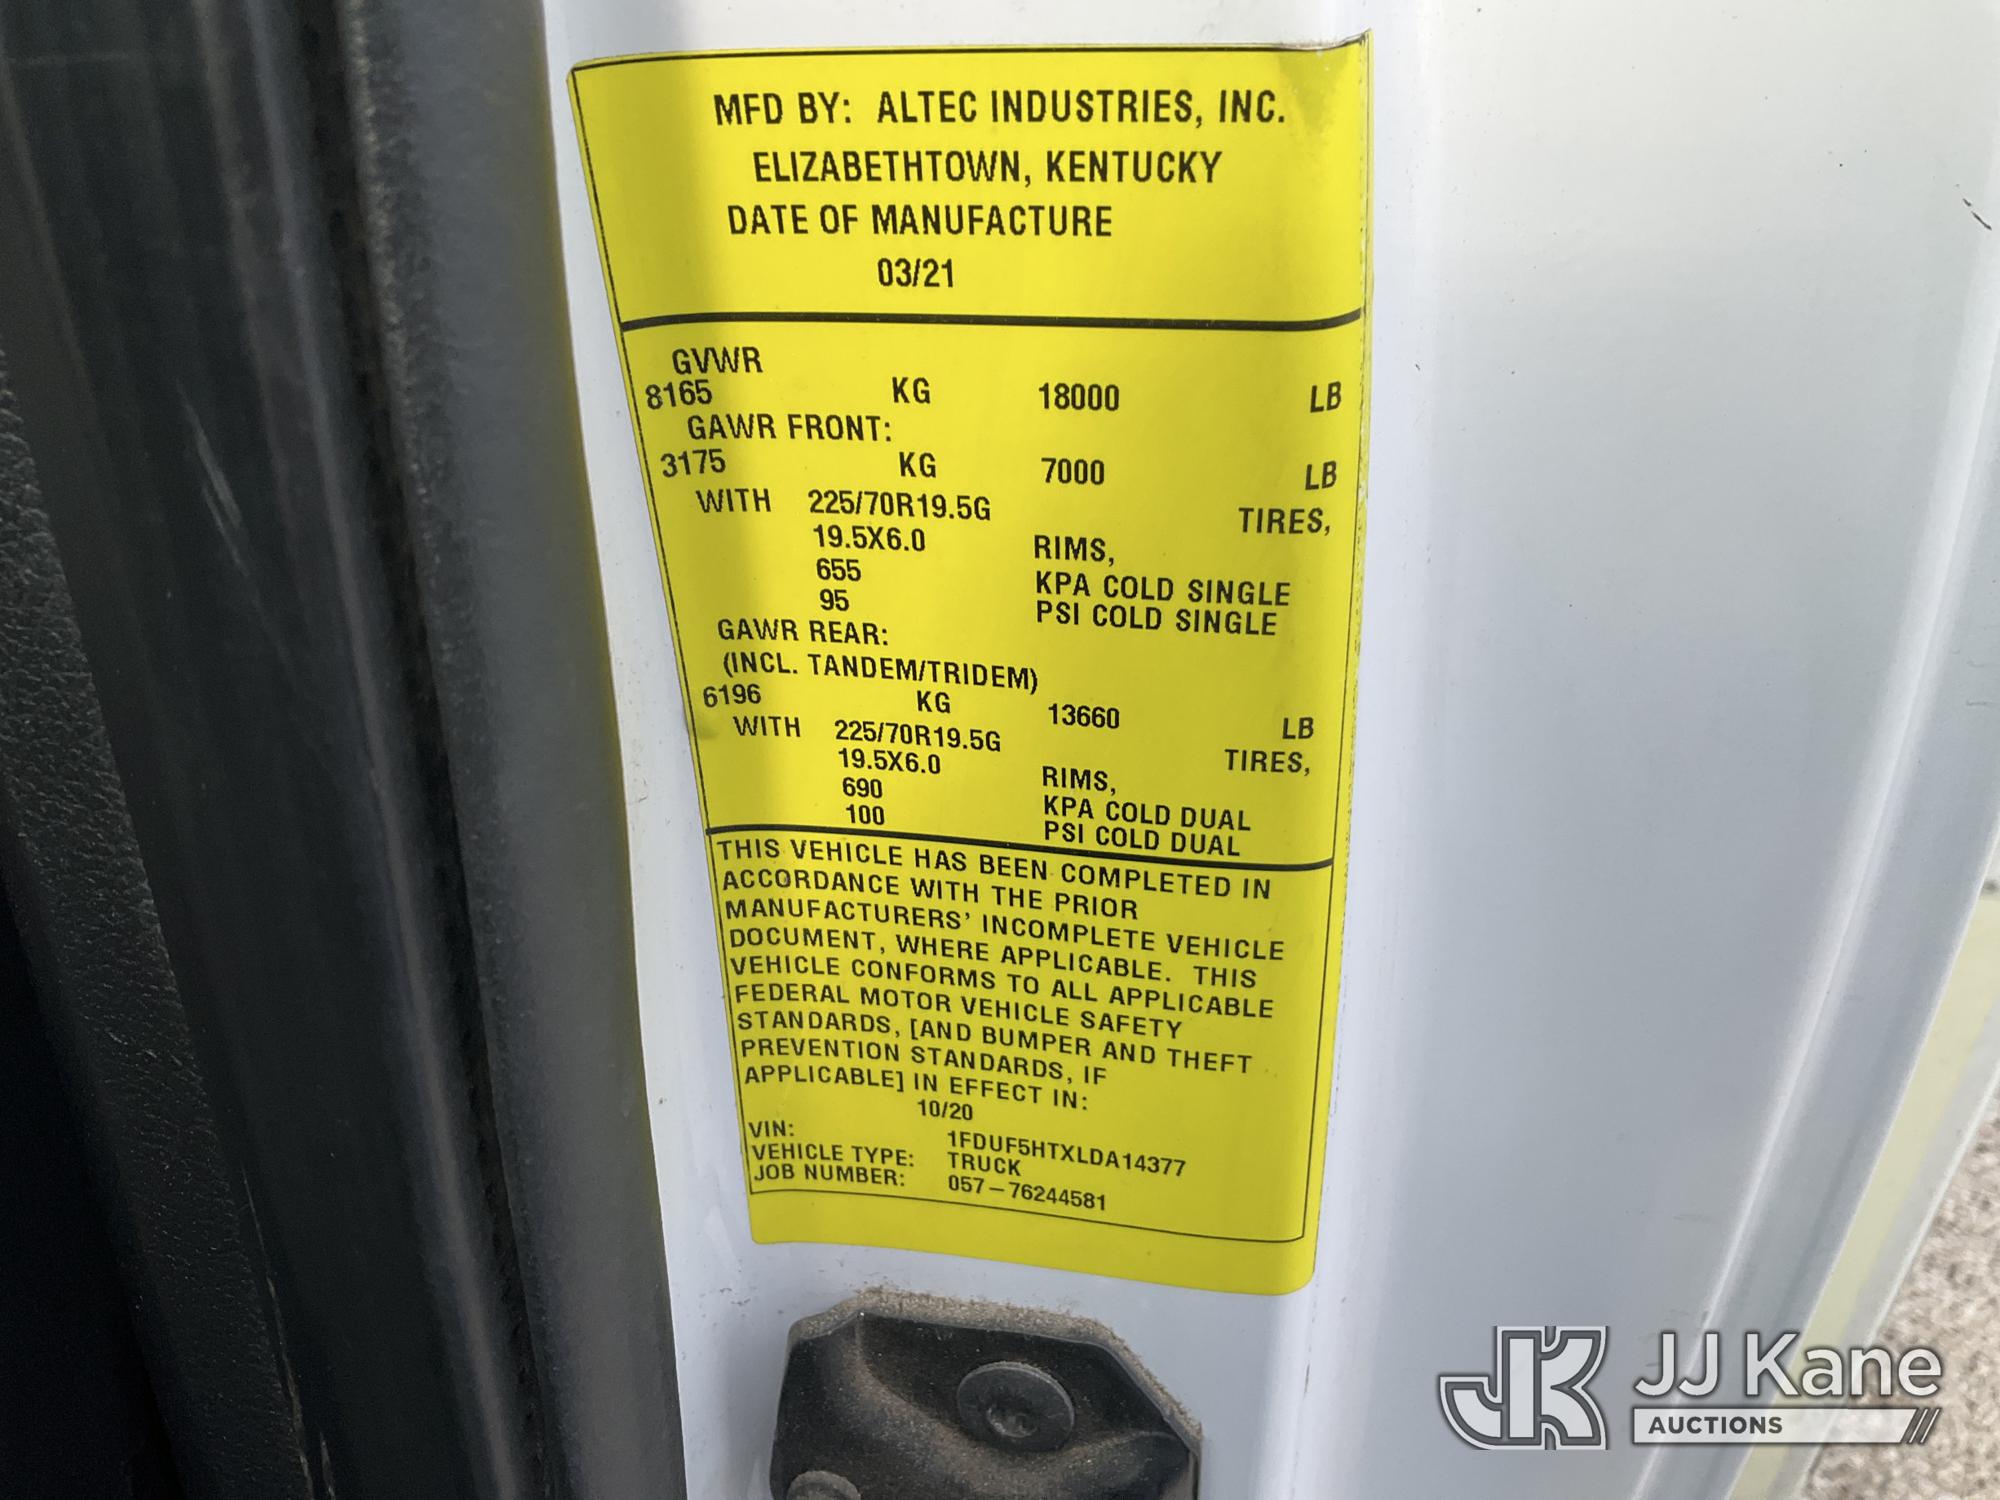 MFD BY: ALTEC INDUSTRIES, INC.
ELIZABETHTOWN, KENTUCKY
DATE OF MANUFACTURE
03/21
GVWR
8165 KG 18000 LB
GAWR FRONT:
3175 KG 7000 LB
WITH 225/70R19.5G TIRES,
19.5X6.0 RIMS,
655 KPA COLD SINGLE
95 PSI COLD SINGLE
GAWR REAR:
(INCL. TANDEM/TRIDEM)
6196 KG 13660 LB
WITH 225/70R19.5G TIRES,
19.5X6.0 RIMS,
690 KPA COLD DUAL
100 PSI COLD DUAL
THIS VEHICLE HAS BEEN COMPLETED IN
ACCORDANCE WITH THE PRIOR
MANUFACTURERS' INCOMPLETE VEHICLE
DOCUMENT, WHERE APPLICABLE. THIS
VEHICLE CONFORMS TO ALL APPLICABLE
FEDERAL MOTOR VEHICLE SAFETY
STANDARDS, [AND BUMPER AND THEFT
PREVENTION STANDARDS, IF
APPLICABLE] IN EFFECT IN:
10/20
VIN: 1FDUF5HTXLDA14377
VEHICLE TYPE: TRUCK
JOB NUMBER: 057-76244581
JK JJ Kane
AUCTIONS